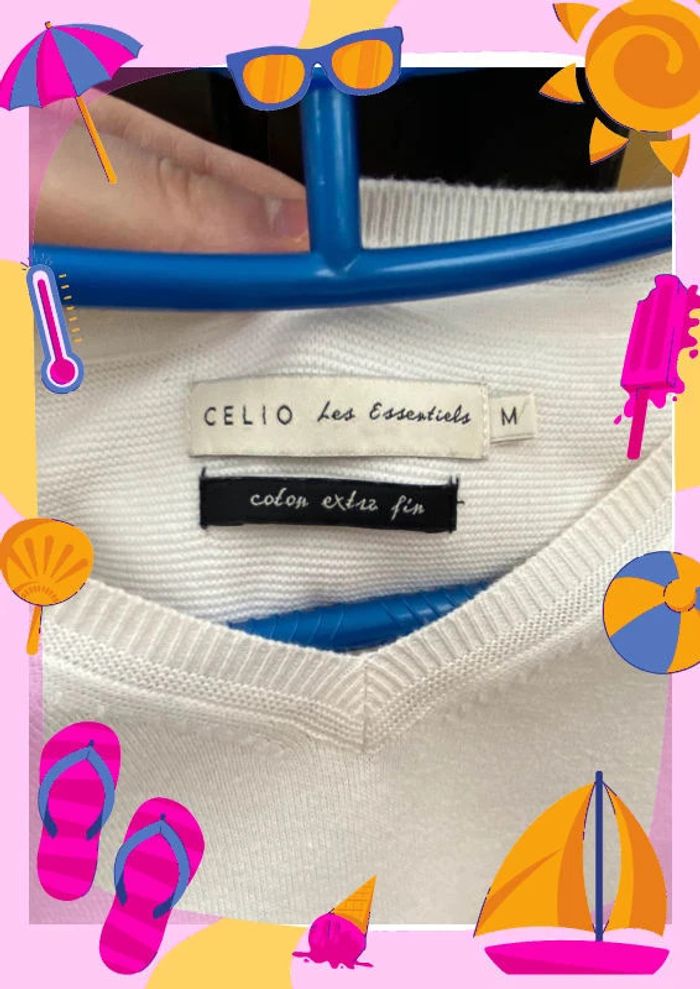 CELIO Les Essentiels M
coton extra fin